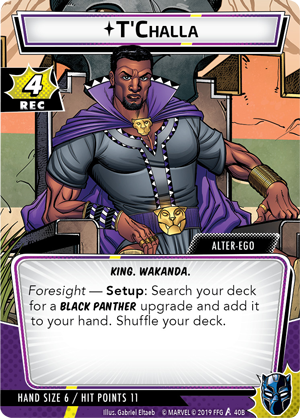 T'CHALLA
4
REC
ALTER-EGO
KING. WAKANDA.
Foresight — Setup: Search your deck
for a BLACK PANTHER upgrade and add it
to your hand. Shuffle your deck.
HAND SIZE 6 / HIT POINTS 11
Illus. Gabriel Eltaeb © MARVEL © 2019 FFG 40B